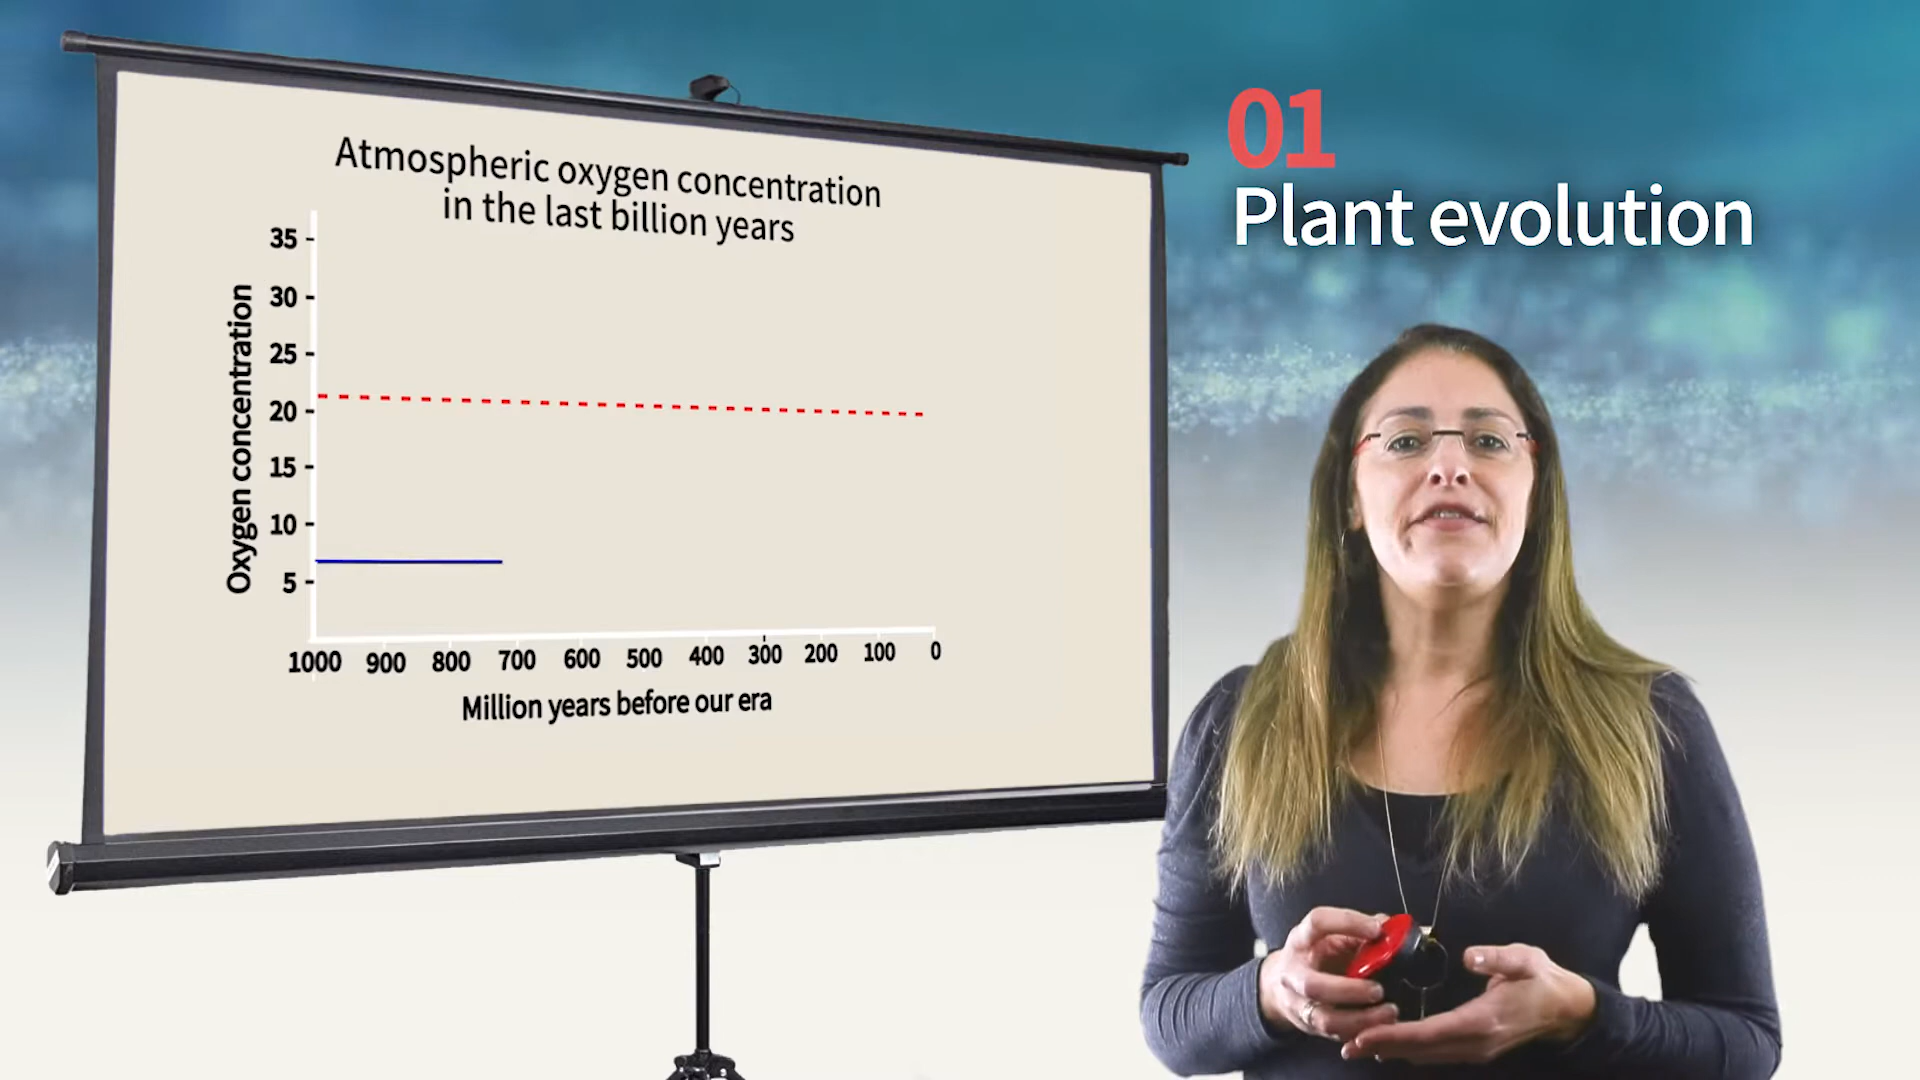 Atmospheric oxygen concentration
in the last billion years
35
30
25
20
15
10
5
Oxygen concentration
1000 900 800 700 600 500 400 300 200 100 0
Million years before our era
01
Plant evolution